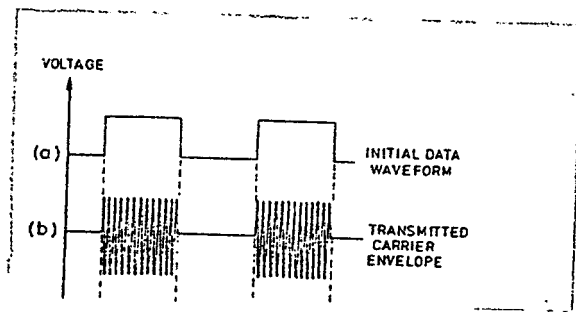 VOLTAGE
(a)
INITIAL DATA
WAVEFORM
(b)
TRANSMITTED
CARRIER
ENVELOPE